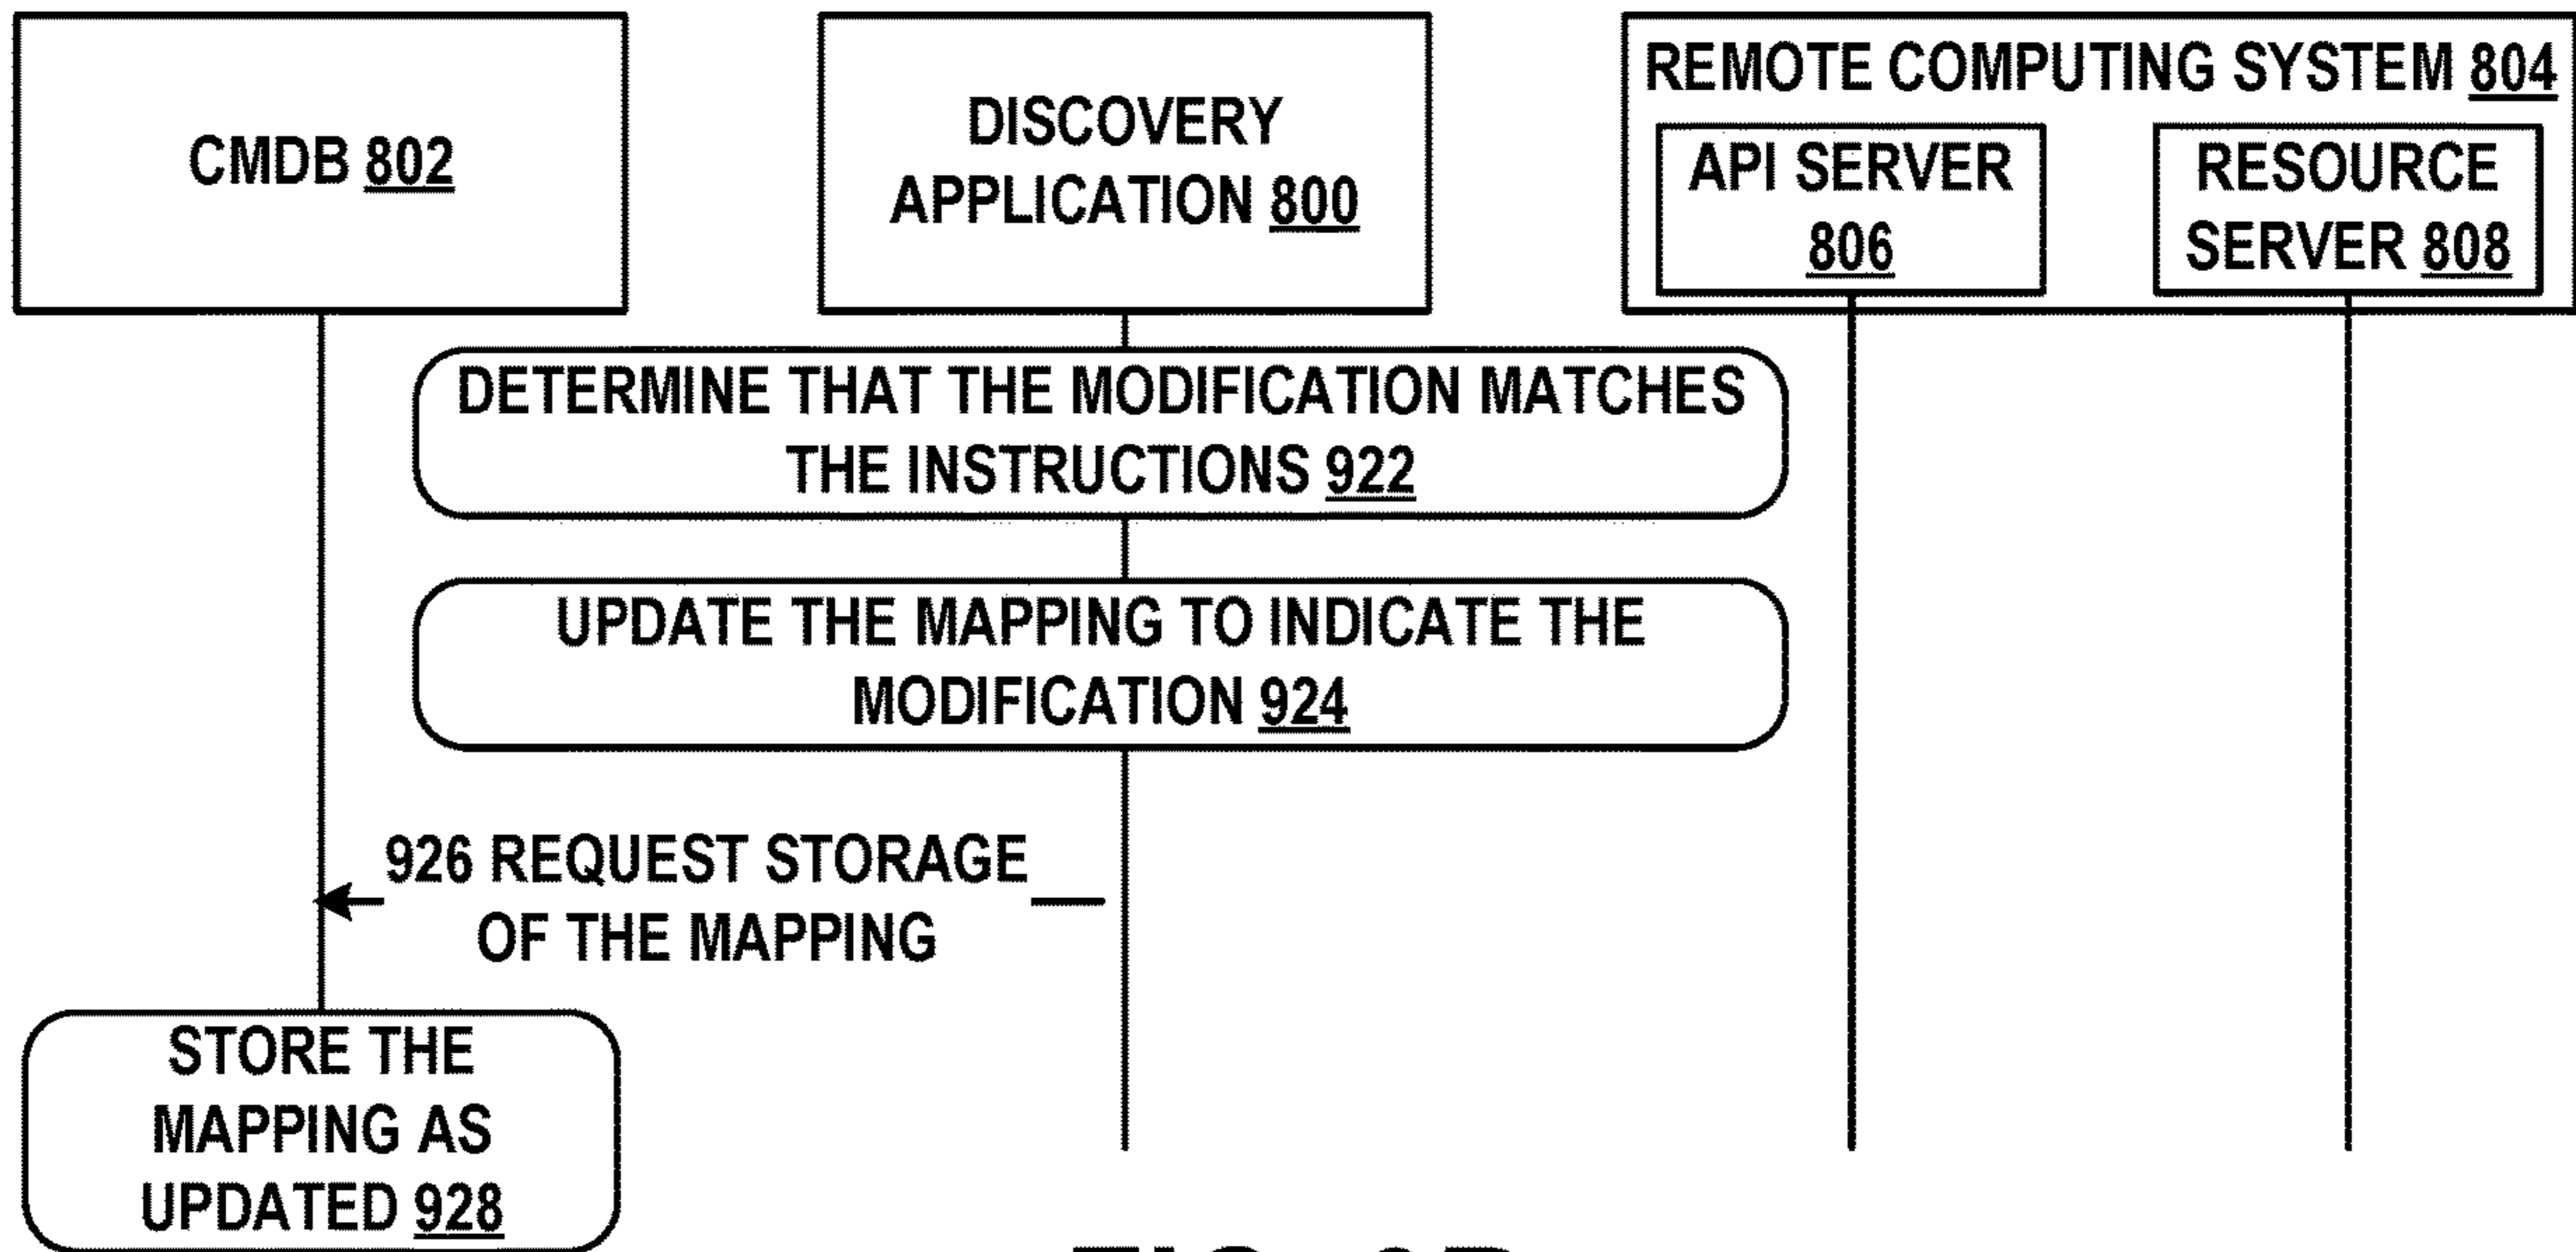 CMDB 802
DISCOVERY
APPLICATION 800
REMOTE COMPUTING SYSTEM 804
API SERVER
806
RESOURCE
SERVER 808
DETERMINE THAT THE MODIFICATION MATCHES
THE INSTRUCTIONS 922
UPDATE THE MAPPING TO INDICATE THE
MODIFICATION 924
926 REQUEST STORAGE
OF THE MAPPING
STORE THE
MAPPING AS
UPDATED 928